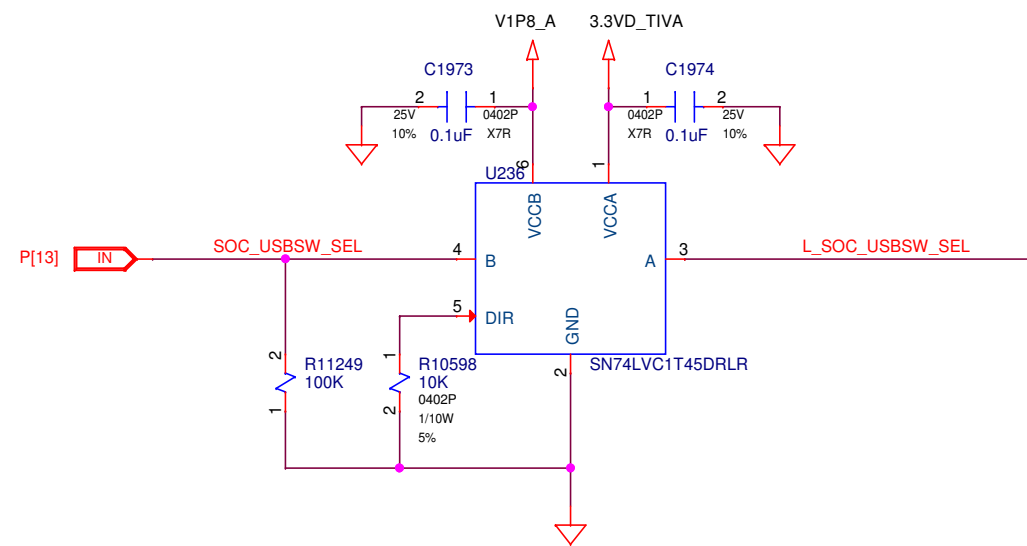 V1P8_A 3.3VD_TIVA
C1973 C1974
2 1 1 2
25V 0402P 0402P 25V
10% 0.1uF X7R X7R 0.1uF 10%
U236 6 1
VCCB VCCA
P[13] IN SOC_USBSW_SEL 4 B A 3 L_SOC_USBSW_SEL
5 DIR
GND
2 SN74LVC1T45DRLR
2 R11249 1 R10598
100K 10K
0402P
1 2 1/10W
5%